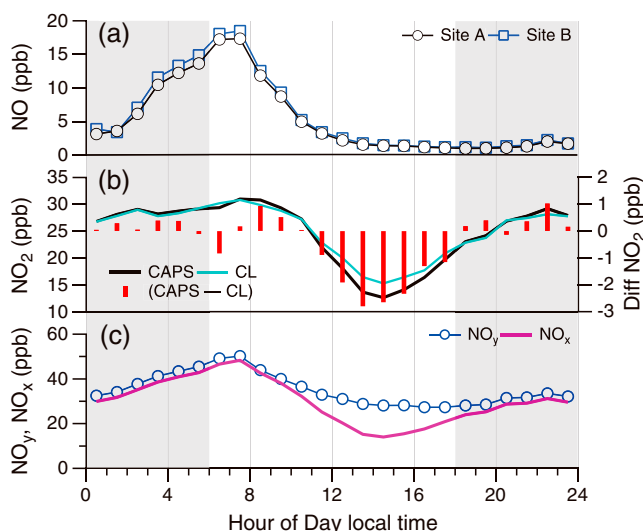 (a)
Site A Site B
NO (ppb)
20
15
10
5
0
(b)
NO2 (ppb)
35
30
25
20
15
10
CAPS CL
(CAPS — CL)
2
1
0
-1
-2
-3
Diff NO2 (ppb)
(c)
NOy NOx
NOy, NOx (ppb)
60
40
20
0
0 4 8 12 16 20 24
Hour of Day local time